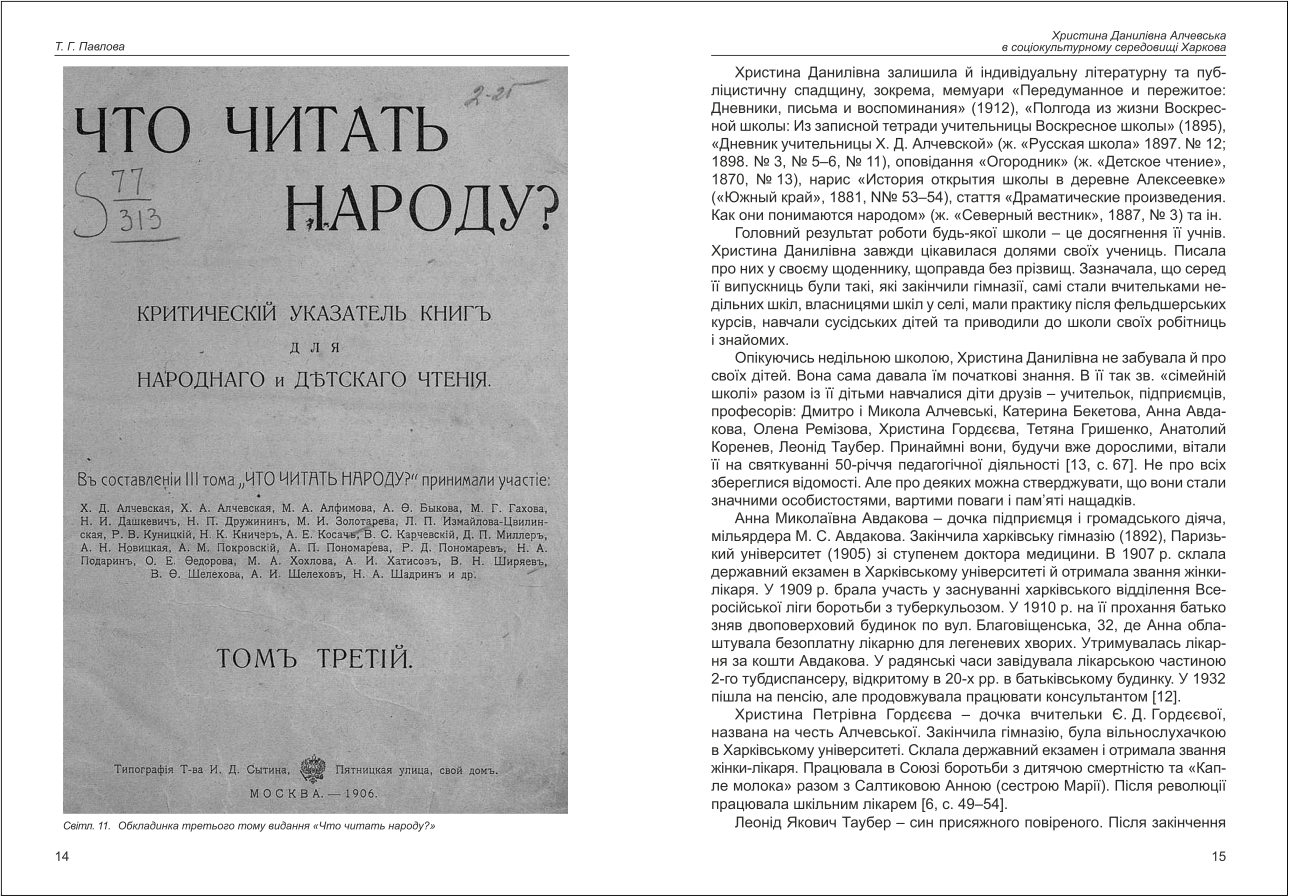 Т. Г. Павлова
2-25
ЧТО ЧИТАТЬ
77
313
НАРОДУ?
КРИТИЧЕСКІЙ УКАЗАТЕЛЬ КНИГЪ
ДЛЯ
НАРОДНАГО и ДѢТСКАГО ЧТЕНІЯ.
Въ составленіи III тома „ЧТО ЧИТАТЬ НАРОДУ?“ принимали участіе:
Х. Д. Алчевская, Х. А. Алчевская, М. А. Алфимова, А. Ѳ. Быкова, М. Г. Гахова,
Н. И. Дашкевичъ, Н. П. Дружининъ, М. И. Золотарева, Л. П. Измайлова-Цвилин-
ская, Р. В. Куницкій, Н. К. Кничеръ, А. Е. Косачъ, В. С. Карчевскій, Д. П. Миллеръ,
А. Н. Новицкая, А. М. Покровскій, А. П. Пономарева, Р. Д. Пономаревъ, Н. А.
Подаринъ, О. Е. Ѳедорова, М. А. Хохлова, А. И. Хатисовъ, В. Н. Ширяевъ,
В. Ѳ. Шелехова, А. И. Шелеховъ, Н. А. Шадринъ и др.
ТОМЪ ТРЕТІЙ.
Типографія Т-ва И. Д. Сытина, Пятницкая улица, свой домъ.
МОСКВА.—1906.
Світл. 11. Обкладинка третього тому видання «Что читать народу?»
14
Христина Данилівна Алчевська
в соціокультурному середовищі Харкова
Христина Данилівна залишила й індивідуальну літературну та пуб-
ліцистичну спадщину, зокрема, мемуари «Передуманное и пережитое:
Дневники, письма и воспоминания» (1912), «Полгода из жизни Воскрес-
ной школы: Из записной тетради учительницы Воскресное школы» (1895),
«Дневник учительницы Х. Д. Алчевской» (ж. «Русская школа» 1897. № 12;
1898. № 3, № 5–6, № 11), оповідання «Огородник» (ж. «Детское чтение»,
1870, № 13), нарис «История открытия школы в деревне Алексеевке»
(«Южный край», 1881, N№ 53–54), стаття «Драматические произведения.
Как они понимаются народом» (ж. «Северный вестник», 1887, № 3) та ін.
Головний результат роботи будь-якої школи – це досягнення її учнів.
Христина Данилівна завжди цікавилася долями своїх учениць. Писала
про них у своєму щоденнику, щоправда без прізвищ. Зазначала, що серед
її випускниць були такі, які закінчили гімназії, самі стали вчительками не-
дільних шкіл, власницями шкіл у селі, мали практику після фельдшерських
курсів, навчали сусідських дітей та приводили до школи своїх робітниць
і знайомих.
Опікуючись недільною школою, Христина Данилівна не забувала й про
своїх дітей. Вона сама давала їм початкові знання. В її так зв. «сімейній
школі» разом із її дітьми навчалися діти друзів – учительок, підприємців,
професорів: Дмитро і Микола Алчевські, Катерина Бекетова, Анна Авда-
кова, Олена Ремізова, Христина Гордєєва, Тетяна Гришенко, Анатолий
Коренев, Леонід Таубер. Принаймні вони, будучи вже дорослими, вітали
її на святкуванні 50-річчя педагогічної діяльності [13, с. 67]. Не про всіх
збереглися відомості. Але про деяких можна стверджувати, що вони стали
значними особистостями, вартими поваги і пам’яті нащадків.
Анна Миколаївна Авдакова – дочка підприємця і громадського діяча,
мільярдера М. С. Авдакова. Закінчила харківську гімназію (1892), Паризь-
кий університет (1905) зі ступенем доктора медицини. В 1907 р. склала
державний екзамен в Харківському університеті й отримала звання жінки-
лікаря. У 1909 р. брала участь у заснуванні харківського відділення Все-
російської ліги боротьби з туберкульозом. У 1910 р. на її прохання батько
зняв двоповерховий будинок по вул. Благовіщенська, 32, де Анна обла-
штувала безоплатну лікарню для легеневих хворих. Утримувалась лікар-
ня за кошти Авдакова. У радянські часи завідувала лікарською частиною
2-го тубдиспансеру, відкритому в 20-х рр. в батьківському будинку. У 1932
пішла на пенсію, але продовжувала працювати консультантом [12].
Христина Петрівна Гордєєва – дочка вчительки Є. Д. Гордєєвої,
названа на честь Алчевської. Закінчила гімназію, була вільнослухачкою
в Харківському університеті. Склала державний екзамен і отримала звання
жінки-лікаря. Працювала в Союзі боротьби з дитячою смертністю та «Кап-
ле молока» разом з Салтиковою Анною (сестрою Марії). Після революції
працювала шкільним лікарем [6, с. 49–54].
Леонід Якович Таубер – син присяжного повіреного. Після закінчення
15